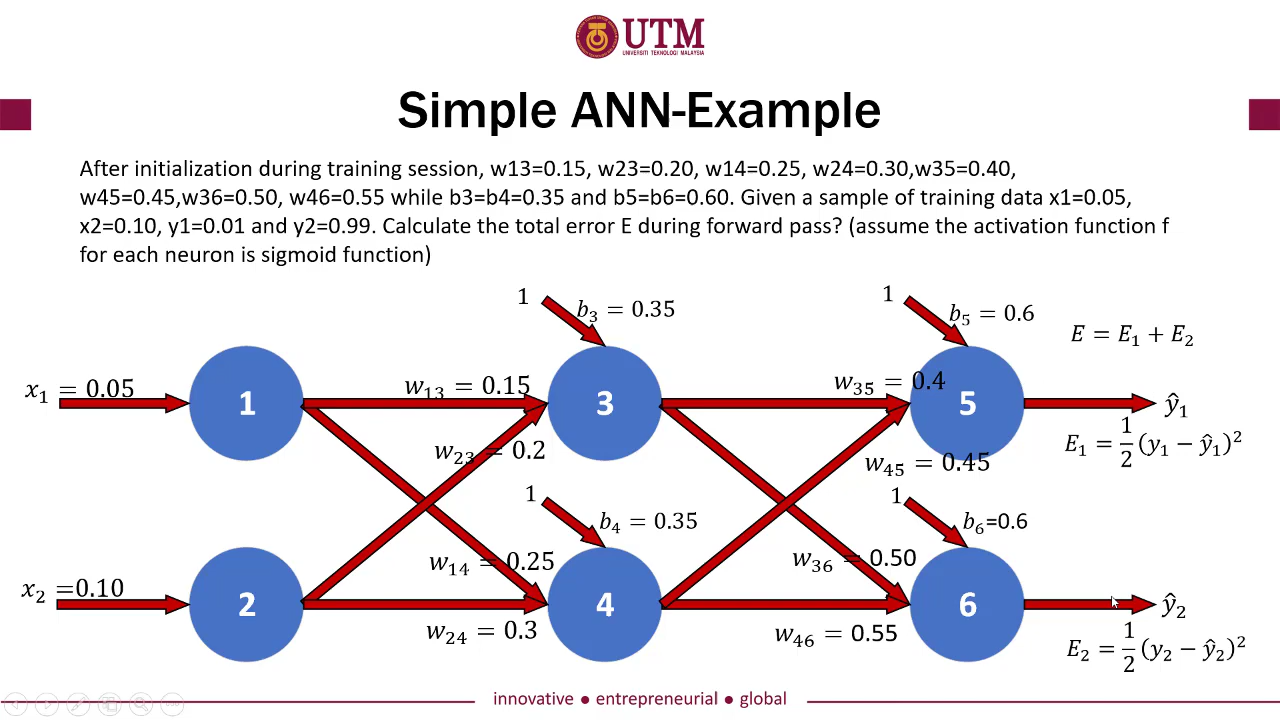 UTM
UNIVERSITI TEKNOLOGI MALAYSIA
Simple ANN-Example
After initialization during training session, w13=0.15, w23=0.20, w14=0.25, w24=0.30,w35=0.40,
w45=0.45,w36=0.50, w46=0.55 while b3=b4=0.35 and b5=b6=0.60. Given a sample of training data x1=0.05,
x2=0.10, y1=0.01 and y2=0.99. Calculate the total error E during forward pass? (assume the activation function f
for each neuron is sigmoid function)
1
b₃ = 0.35
1
b₅ = 0.6
E = E₁ + E₂
x₁ = 0.05
1
w₁₃ = 0.15
3
w₃₅ = 0.4
5
ŷ₁
E₁ = 1/2 (y₁ − ŷ₁)²
w₂₃ = 0.2
w₄₅ = 0.45
1
b₄ = 0.35
1
b₆=0.6
w₁₄ = 0.25
w₃₆ = 0.50
x₂ =0.10
2
w₂₄ = 0.3
4
w₄₆ = 0.55
6
ŷ₂
E₂ = 1/2 (y₂ − ŷ₂)²
innovative ● entrepreneurial ● global